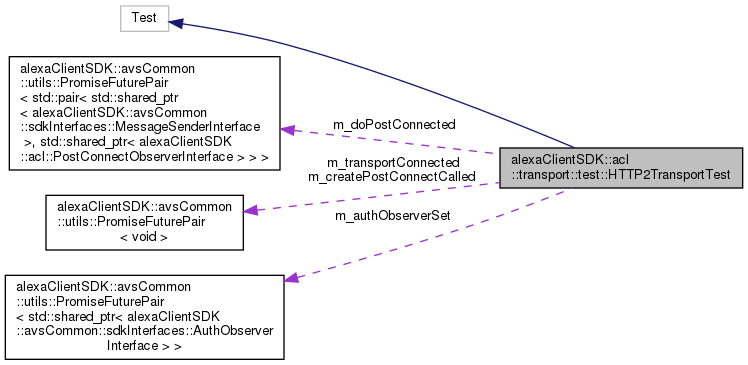 Test
alexaClientSDK::avsCommon
::utils::PromiseFuturePair
< std::pair< std::shared_ptr
< alexaClientSDK::avsCommon
::sdkInterfaces::MessageSenderInterface
>, std::shared_ptr< alexaClientSDK
::acl::PostConnectObserverInterface > > >
m_doPostConnected
alexaClientSDK::acl
::transport::test::HTTP2TransportTest
m_transportConnected
m_createPostConnectCalled
alexaClientSDK::avsCommon
::utils::PromiseFuturePair
< void >
m_authObserverSet
alexaClientSDK::avsCommon
::utils::PromiseFuturePair
< std::shared_ptr< alexaClientSDK
::avsCommon::sdkInterfaces::AuthObserver
Interface > >